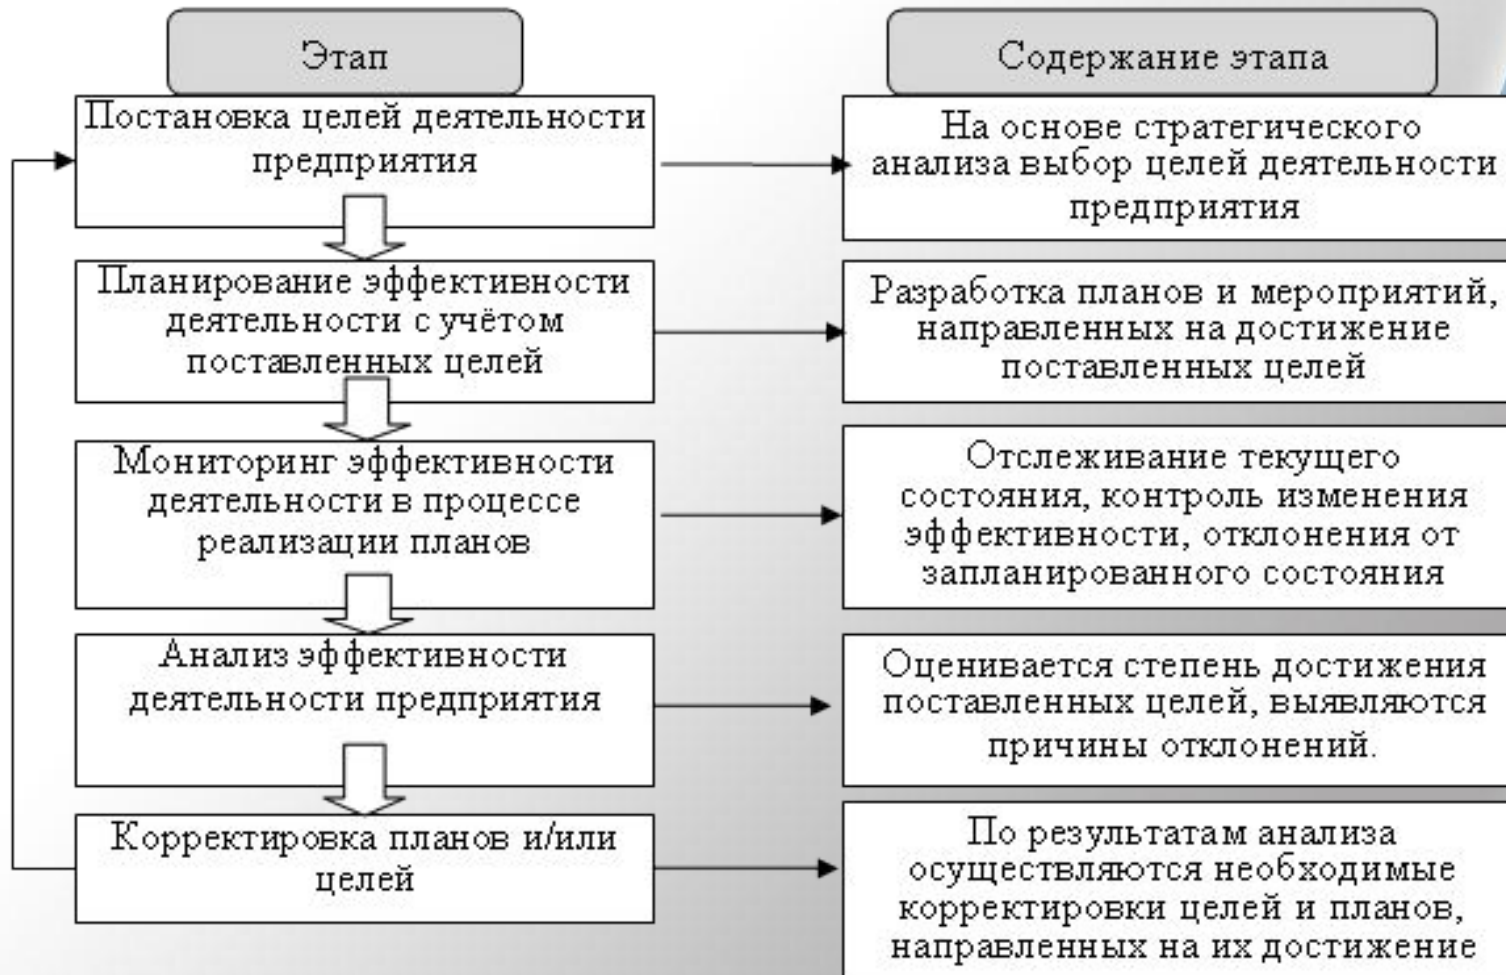 Этап
Содержание этапа
Постановка целей деятельности
предприятия
На основе стратегического
анализа выбор целей деятельности
предприятия
Планирование эффективности
деятельности с учётом
поставленных целей
Разработка планов и мероприятий,
направленных на достижение
поставленных целей
Мониторинг эффективности
деятельности в процессе
реализации планов
Отслеживание текущего
состояния, контроль изменения
эффективности, отклонения от
запланированного состояния
Анализ эффективности
деятельности предприятия
Оценивается степень достижения
поставленных целей, выявляются
причины отклонений.
Корректировка планов и/или
целей
По результатам анализа
осуществляются необходимые
корректировки целей и планов,
направленных на их достижение